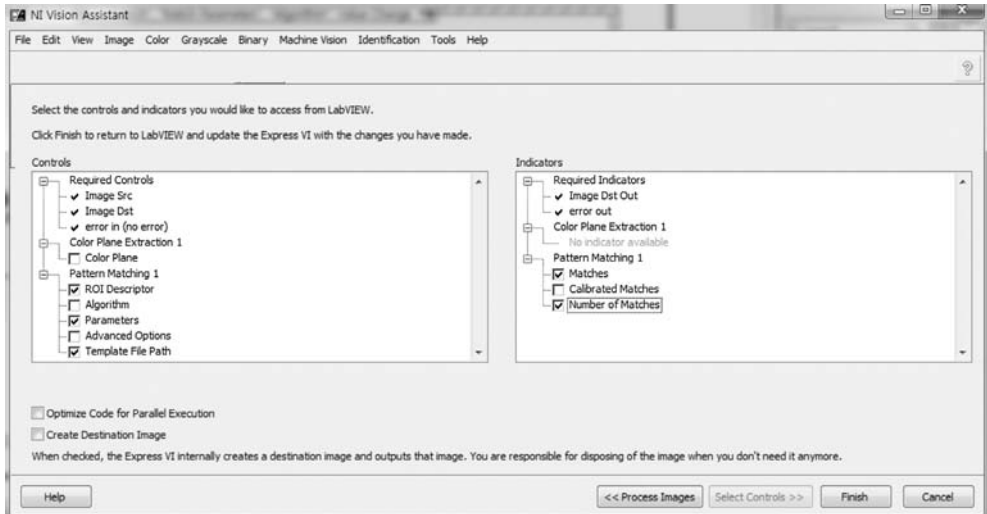 NI Vision Assistant
File Edit View Image Color Grayscale Binary Machine Vision Identification Tools Help
Select the controls and indicators you would like to access from LabVIEW.
Click Finish to return to LabVIEW and update the Express VI with the changes you have made.
Controls
Required Controls
Image Src
Image Dst
error in (no error)
Color Plane Extraction 1
Color Plane
Pattern Matching 1
ROI Descriptor
Algorithm
Parameters
Advanced Options
Template File Path
Indicators
Required Indicators
Image Dst Out
error out
Color Plane Extraction 1
No indicator available
Pattern Matching 1
Matches
Calibrated Matches
Number of Matches
Optimize Code for Parallel Execution
Create Destination Image
When checked, the Express VI internally creates a destination image and outputs that image. You are responsible for disposing of the image when you don't need it anymore.
Help
<< Process Images
Select Controls >>
Finish
Cancel